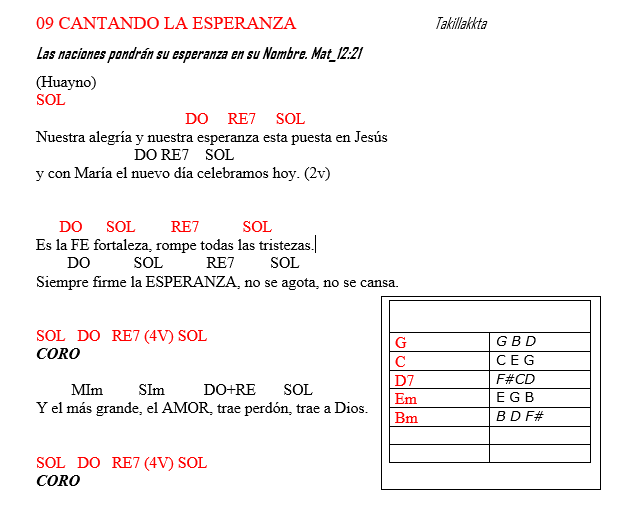 09 CANTANDO LA ESPERANZA Takillakkta
Las naciones pondrán su esperanza en su Nombre. Mat_12:21
(Huayno)
SOL
DO RE7 SOL
Nuestra alegría y nuestra esperanza esta puesta en Jesús
DO RE7 SOL
y con María el nuevo día celebramos hoy. (2v)
DO SOL RE7 SOL
Es la FE fortaleza, rompe todas las tristezas.
DO SOL RE7 SOL
Siempre firme la ESPERANZA, no se agota, no se cansa.
SOL DO RE7 (4V) SOL
CORO
MIm SIm DO+RE SOL
Y el más grande, el AMOR, trae perdón, trae a Dios.
SOL DO RE7 (4V) SOL
CORO
G G B D
C C E G
D7 F#CD
Em E G B
Bm B D F#